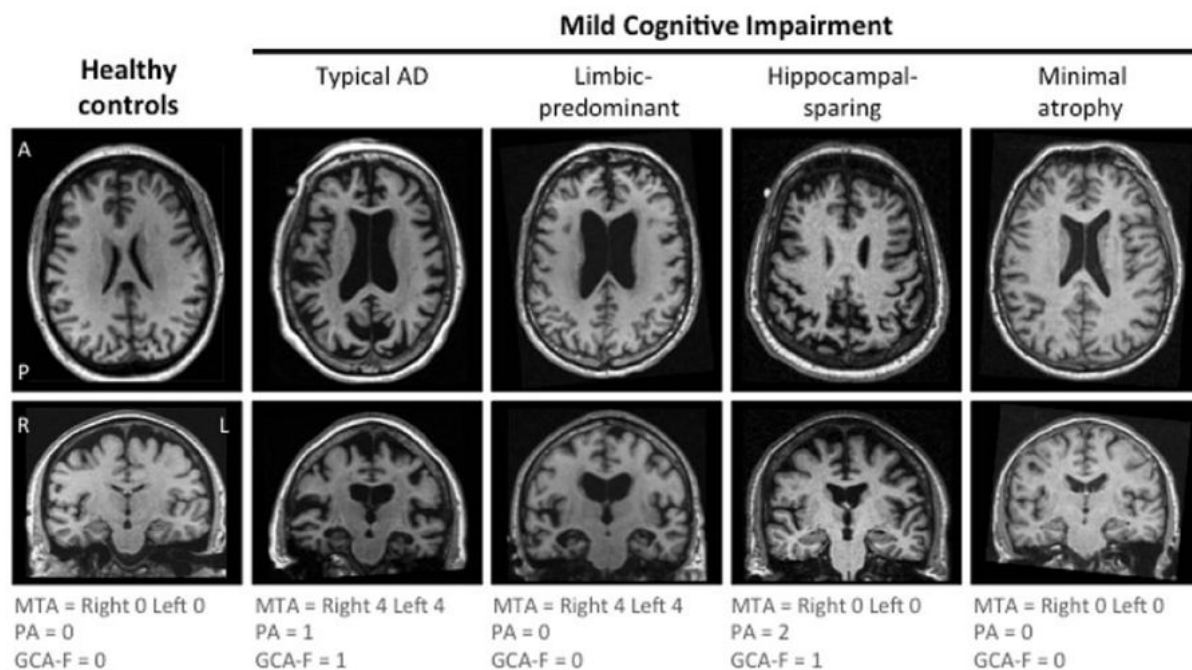 Mild Cognitive Impairment
Healthy
controls
Typical AD
Limbic-
predominant
Hippocampal-
sparing
Minimal
atrophy
A
P
R L
MTA = Right 0 Left 0
PA = 0
GCA-F = 0
MTA = Right 4 Left 4
PA = 1
GCA-F = 1
MTA = Right 4 Left 4
PA = 0
GCA-F = 0
MTA = Right 0 Left 0
PA = 2
GCA-F = 1
MTA = Right 0 Left 0
PA = 0
GCA-F = 0